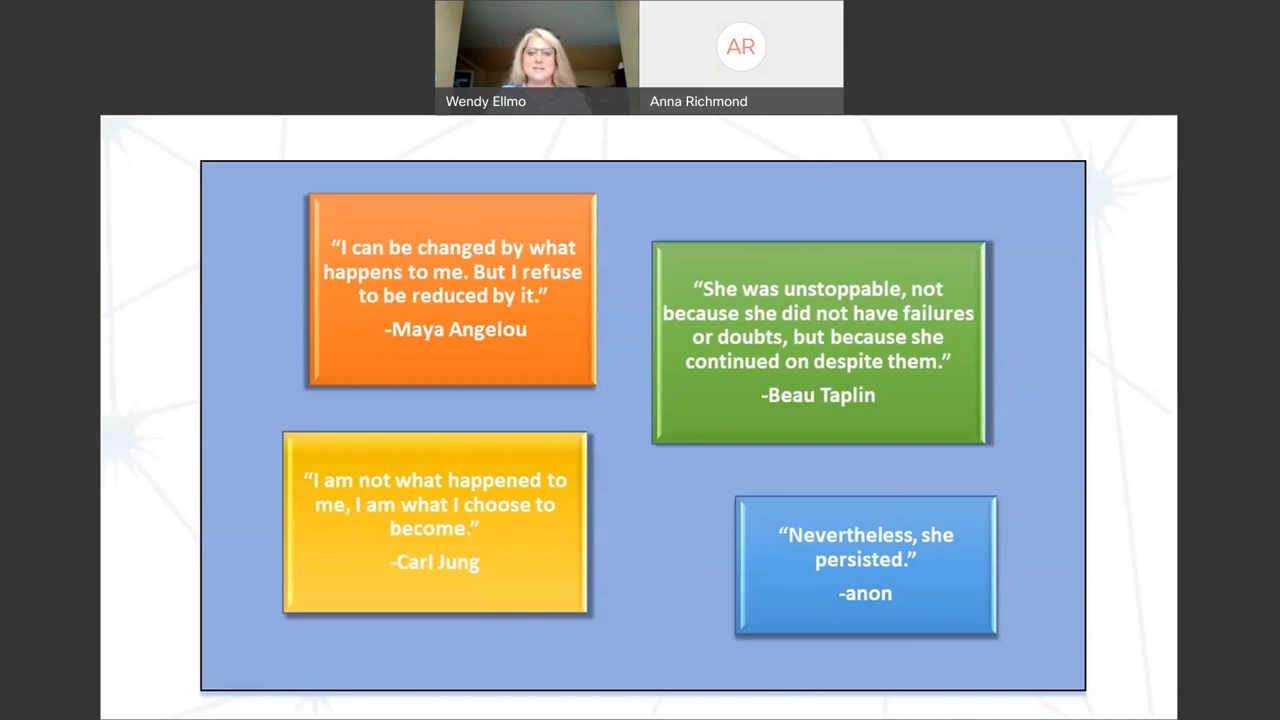 AR
Wendy Ellmo
Anna Richmond
“I can be changed by what
happens to me. But I refuse
to be reduced by it.”
-Maya Angelou
“She was unstoppable, not
because she did not have failures
or doubts, but because she
continued on despite them.”
-Beau Taplin
“I am not what happened to
me, I am what I choose to
become.”
-Carl Jung
“Nevertheless, she
persisted.”
-anon